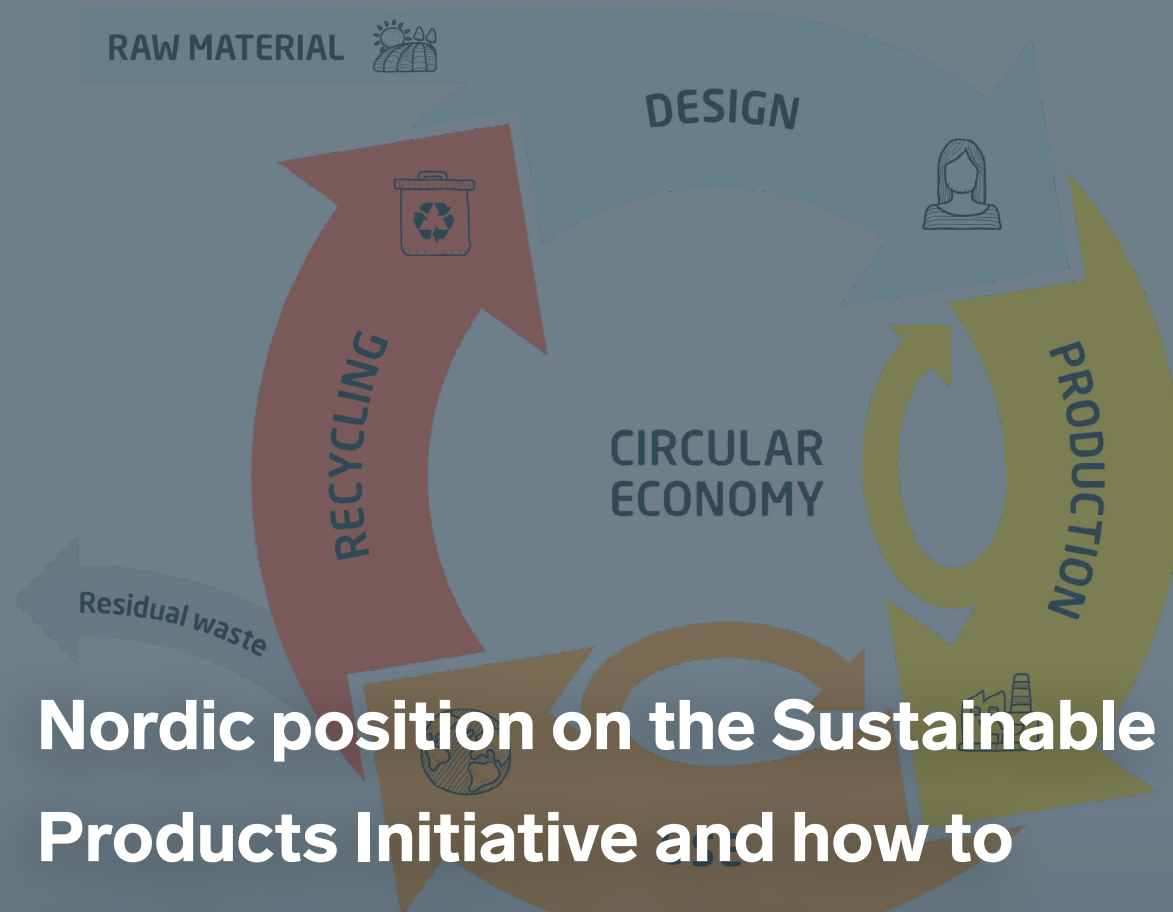 RAW MATERIAL
DESIGN
PRODUCTION
RECYCLING
CIRCULAR
ECONOMY
Residual waste
USE
Nordic position on the Sustainable
Products Initiative and how to